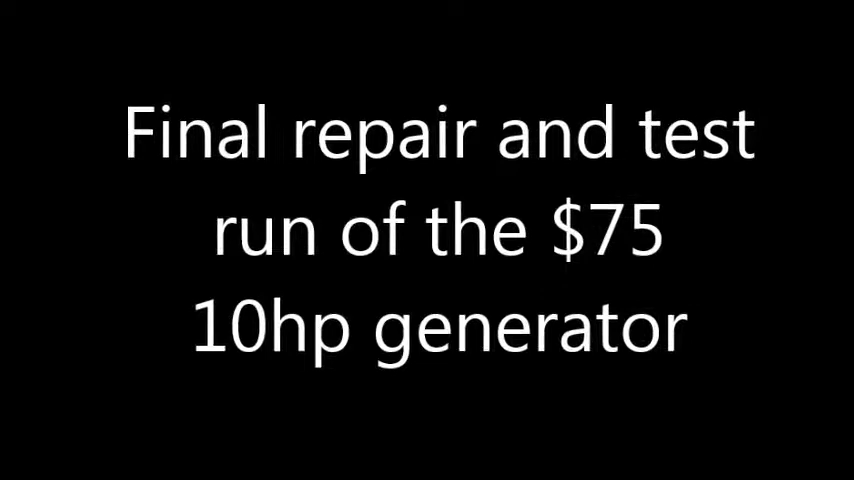 Final repair and test
run of the $75
10hp generator